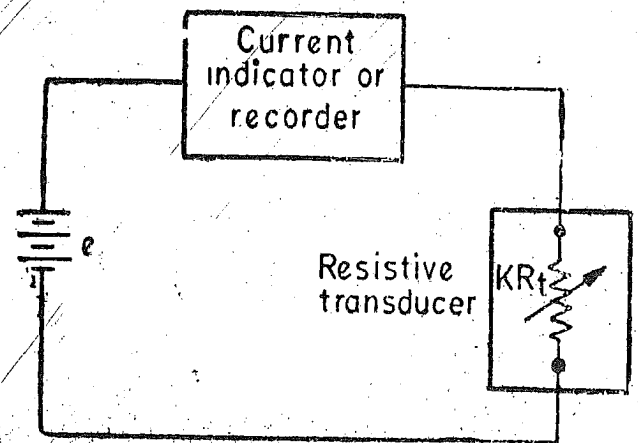 Current
indicator or
recorder
e
Resistive
transducer
KRt